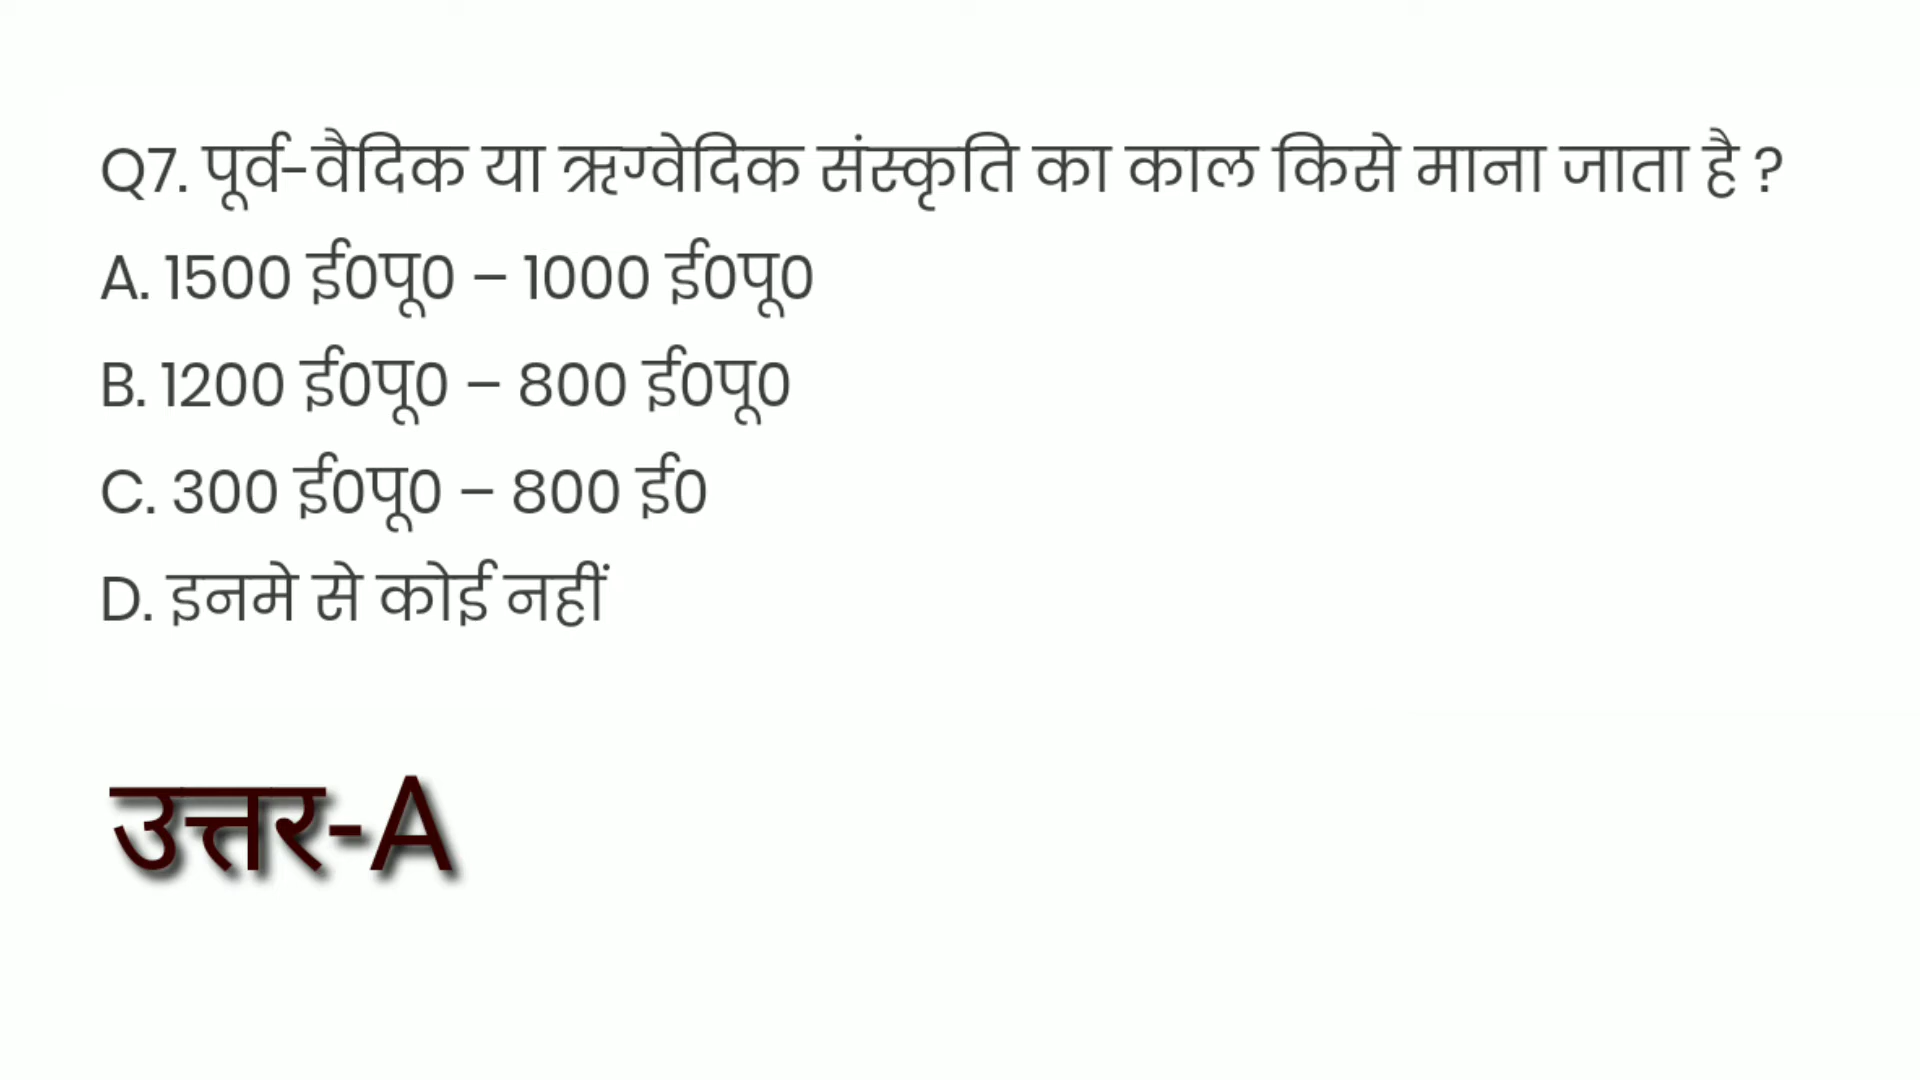 Q7. पूर्व-वैदिक या ऋग्वेदिक संस्कृति का काल किसे माना जाता है ?
A. 1500 ई0पू0 – 1000 ई0पू0
B. 1200 ई0पू0 – 800 ई0पू0
C. 300 ई0पू0 – 800 ई0
D. इनमे से कोई नहीं
उत्तर-A